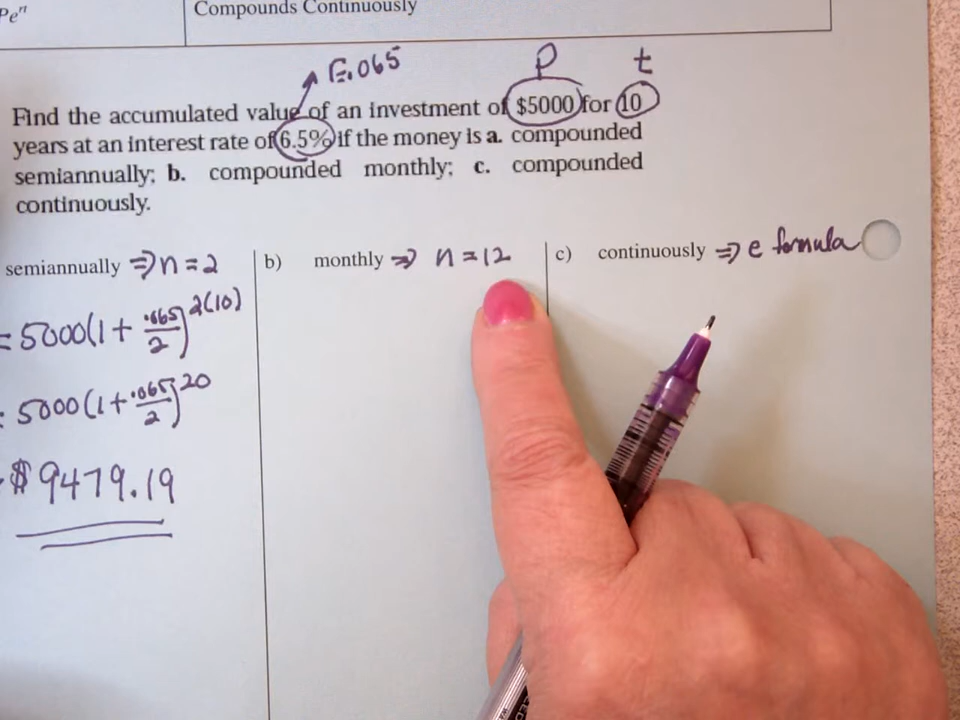 Pe^rt
Compounds Continuously
r=.065 P t
Find the accumulated value of an investment of $5000 for 10
years at an interest rate of 6.5% if the money is a. compounded
semiannually; b. compounded monthly; c. compounded
continuously.
semiannually ⇒ n = 2
b) monthly ⇒ n = 12
c) continuously ⇒ e formula
= 5000(1 + .065/2)^2(10)
= 5000(1 + .065/2)^20
$9479.19